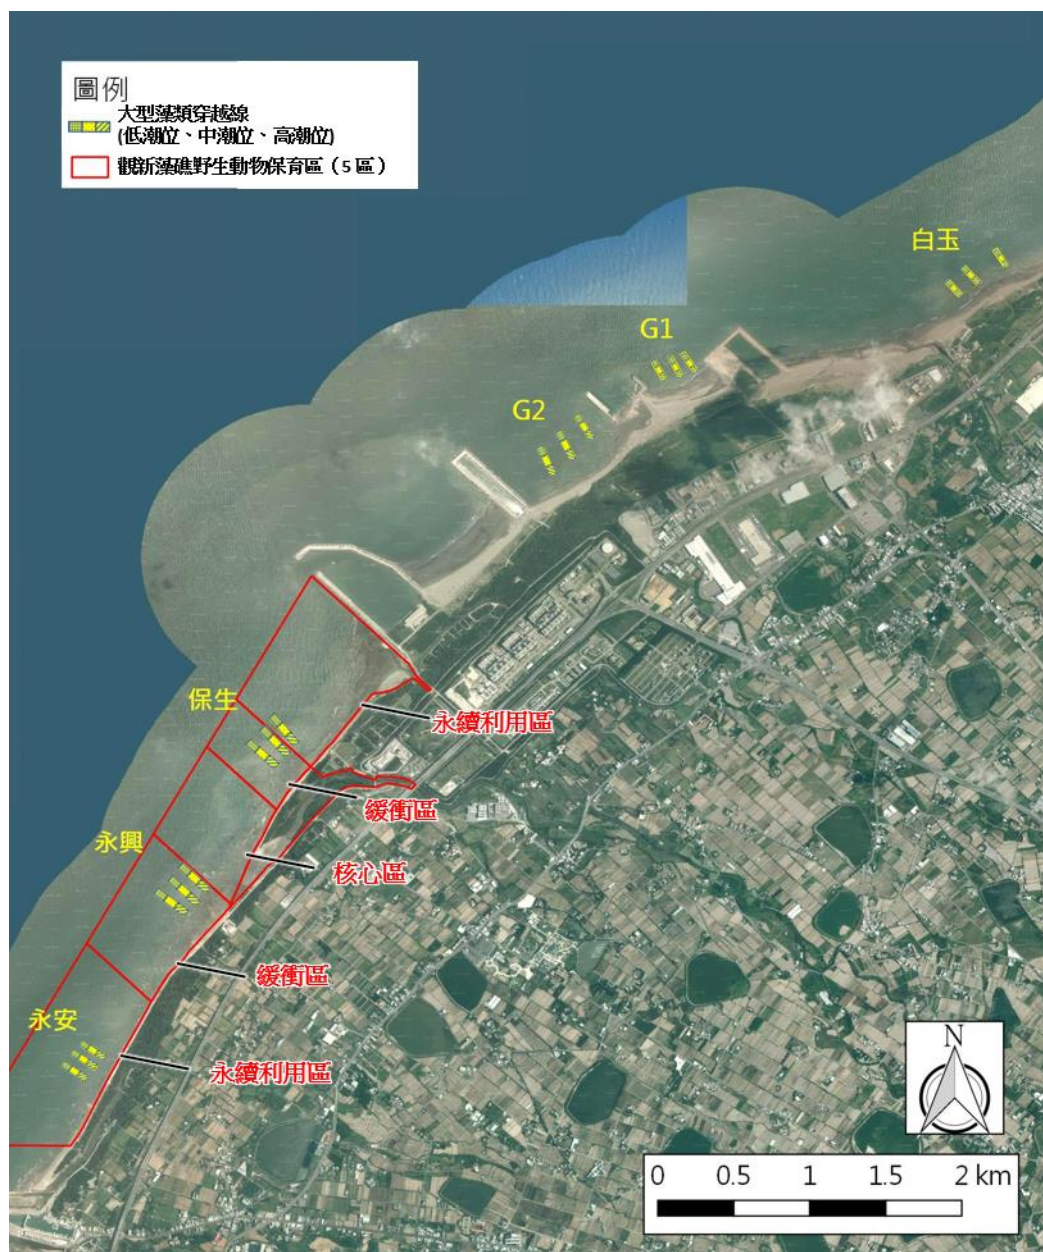 圖例
大型藻類穿越線
(低潮位、中潮位、高潮位)
觀新藻礁野生動物保育區（5 區）
白玉
G1
G2
保生
永續利用區
緩衝區
永興
核心區
緩衝區
永安
永續利用區
N
0 0.5 1 1.5 2 km